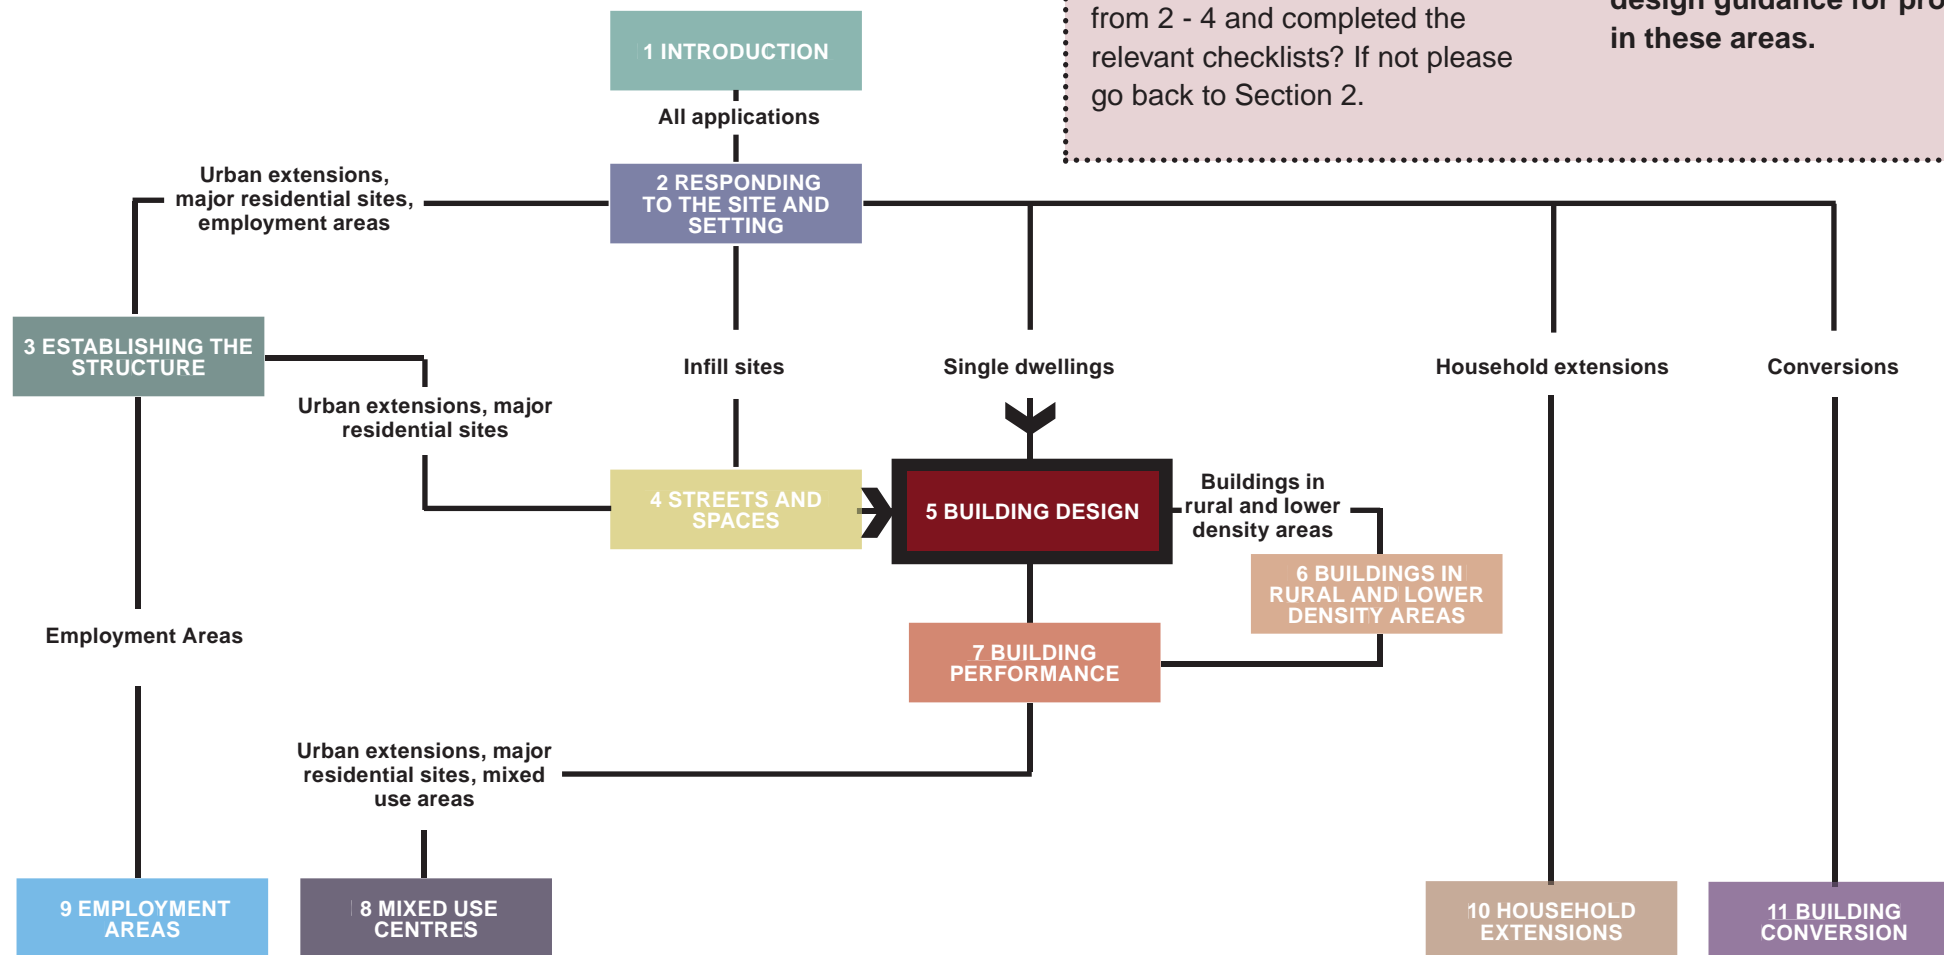 from 2 - 4 and completed the
relevant checklists? If not please
go back to Section 2.
design guidance for pro
in these areas.
1 INTRODUCTION
All applications
Urban extensions,
major residential sites,
employment areas
2 RESPONDING
TO THE SITE AND
SETTING
3 ESTABLISHING THE
STRUCTURE
Urban extensions, major
residential sites
Infill sites
Single dwellings
Household extensions
Conversions
4 STREETS AND
SPACES
5 BUILDING DESIGN
Buildings in
rural and lower
density areas
6 BUILDINGS IN
RURAL AND LOWER
DENSITY AREAS
Employment Areas
7 BUILDING
PERFORMANCE
Urban extensions, major
residential sites, mixed
use areas
9 EMPLOYMENT
AREAS
8 MIXED USE
CENTRES
10 HOUSEHOLD
EXTENSIONS
11 BUILDING
CONVERSION